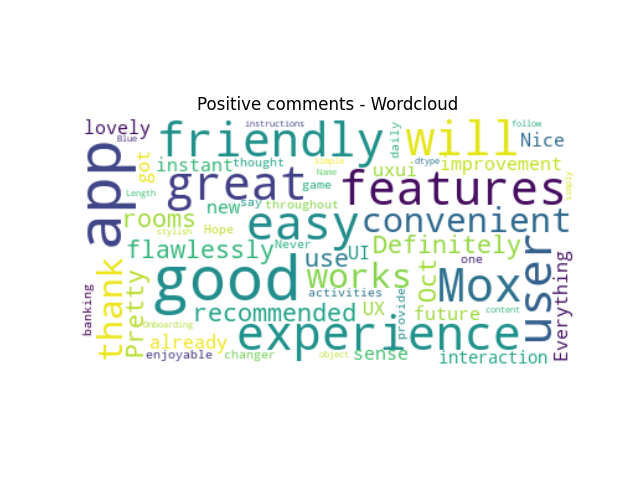 Positive comments - Wordcloud
lovely
instructions
follow
Blue
friendly
daily
will
Nice
app
got
instant
thought
simple
dtype
improvement
uxui
Name
great
game
features
simply
Length
new
say
throughout
rooms
stylish
Hope
easy
convenient
flawlessly
Never
use
UI
Definitely
one
user
Everything
thank
Pretty
good
works
Oct
Mox
activities
banking
recommended
UX
provide
future
content
Onboarding
experience
already
enjoyable
changer
object
sense
interaction